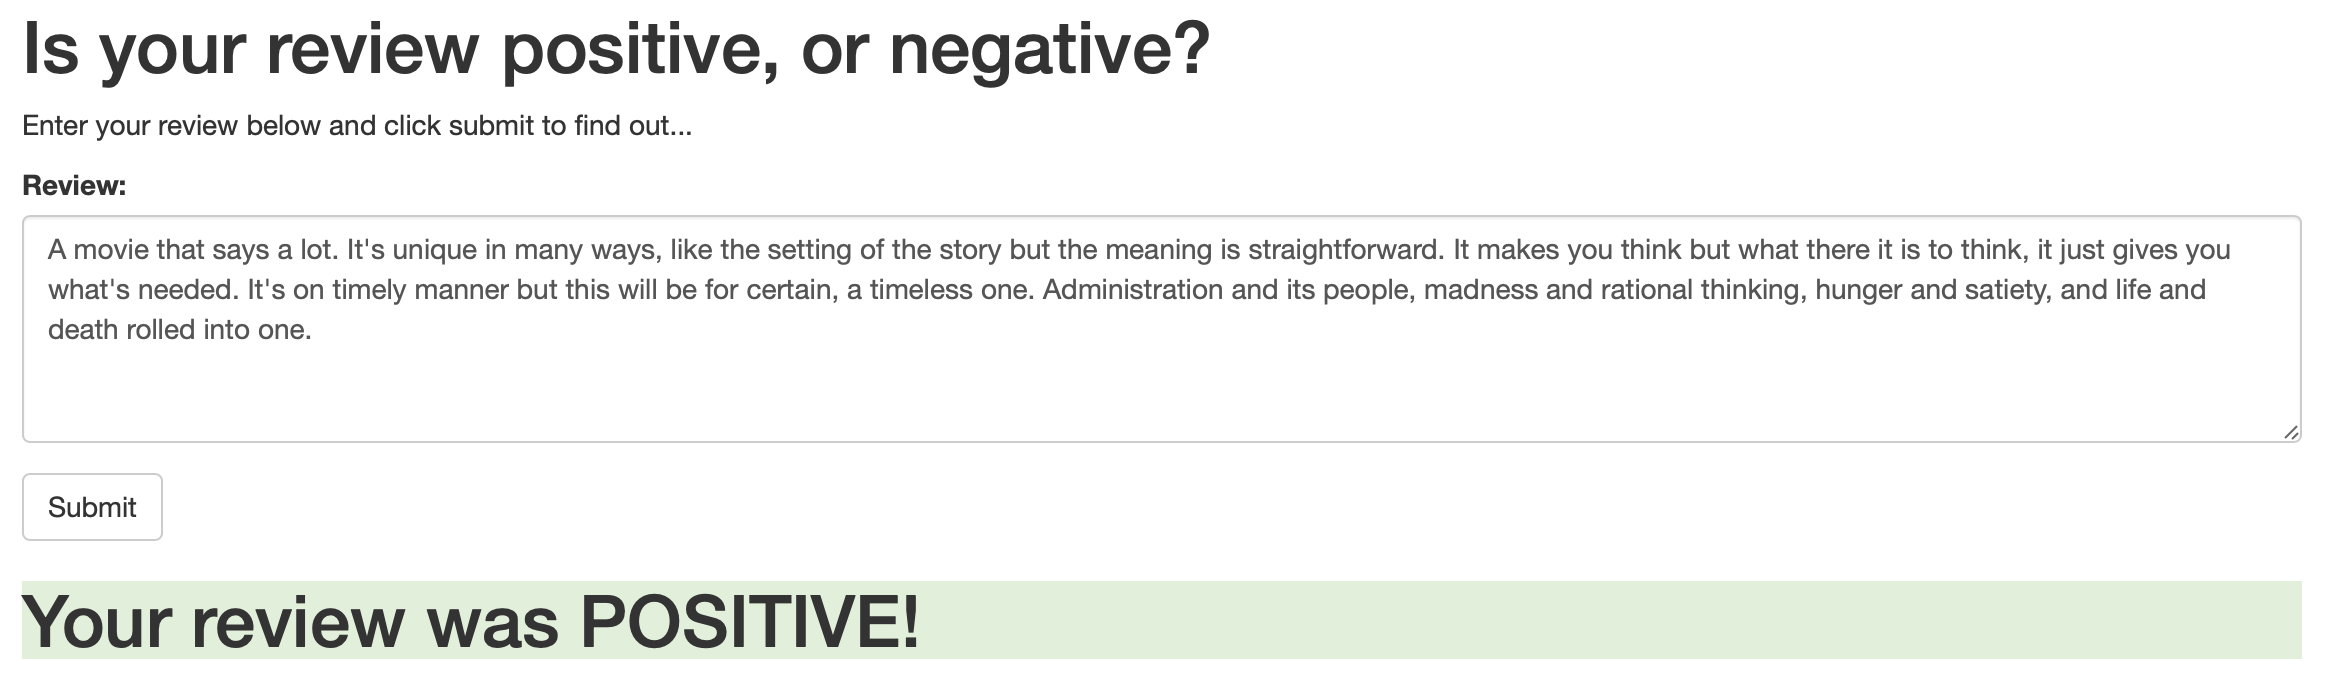 Is your review positive, or negative?
Enter your review below and click submit to find out...
Review:
A movie that says a lot. It's unique in many ways, like the setting of the story but the meaning is straightforward. It makes you think but what there it is to think, it just gives you
what's needed. It's on timely manner but this will be for certain, a timeless one. Administration and its people, madness and rational thinking, hunger and satiety, and life and
death rolled into one.
Submit
Your review was POSITIVE!